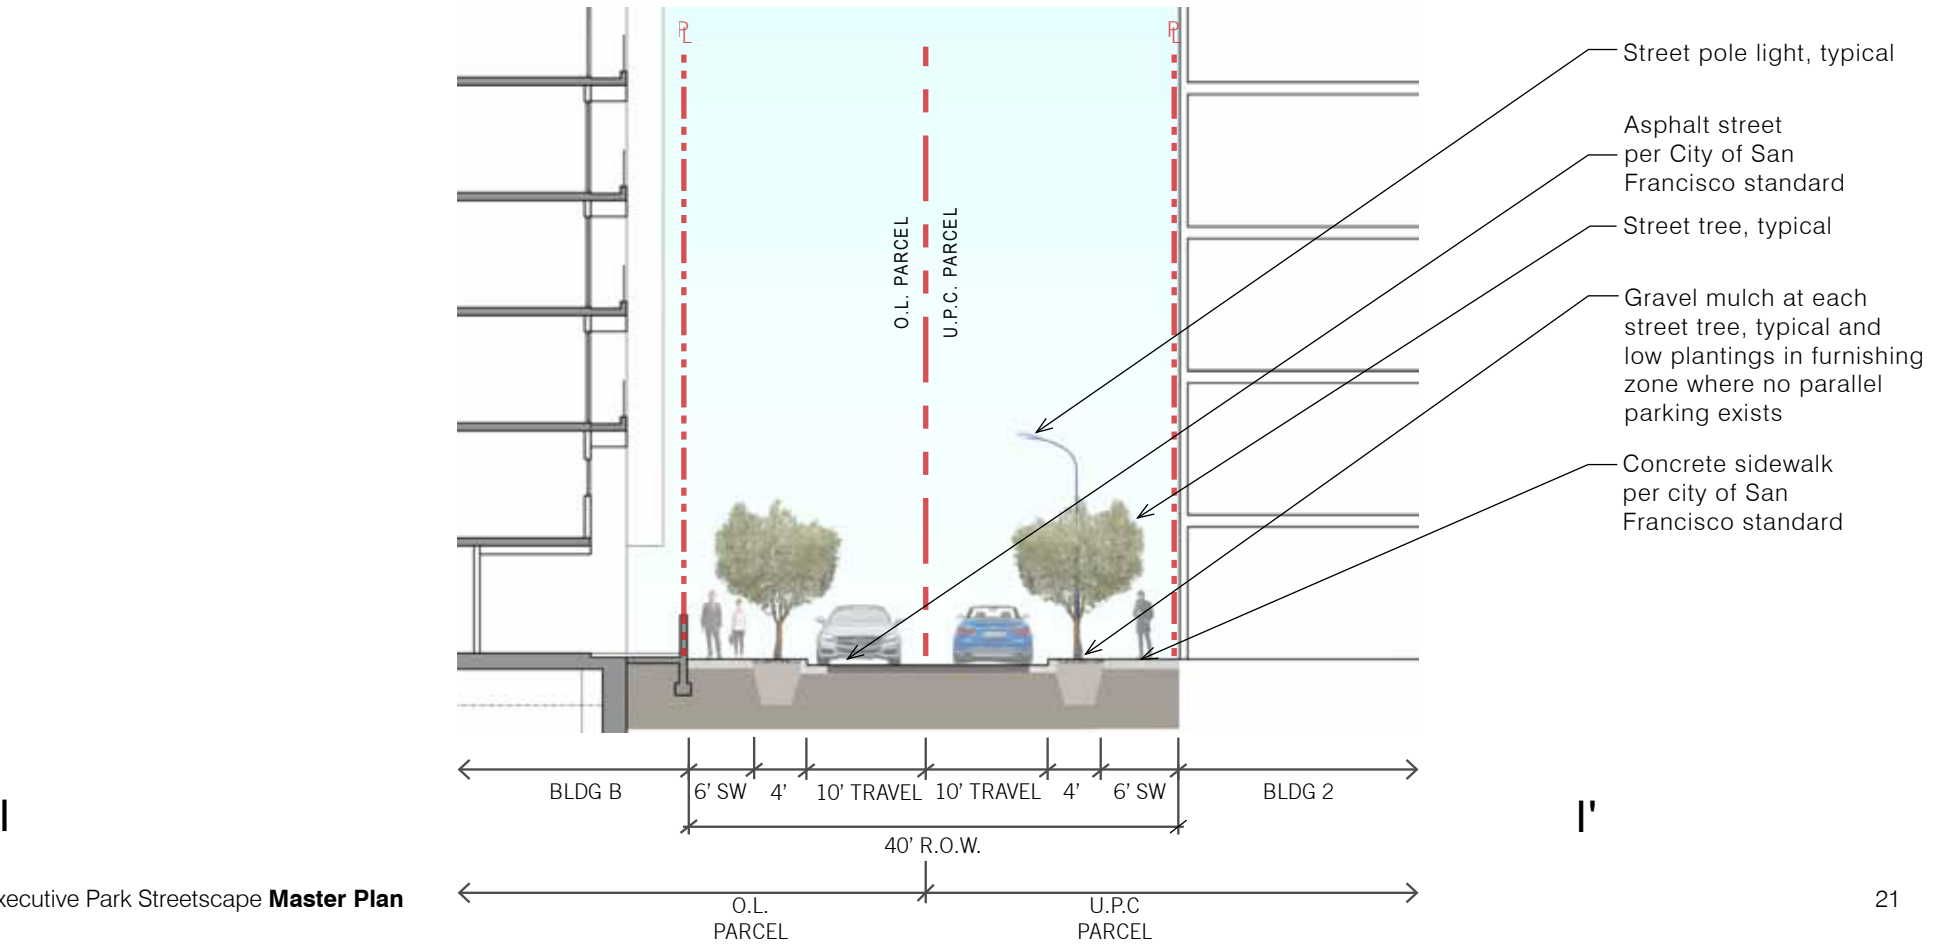 PL
PL
Street pole light, typical
Asphalt street
per City of San
Francisco standard
Street tree, typical
Gravel mulch at each
street tree, typical and
low plantings in furnishing
zone where no parallel
parking exists
Concrete sidewalk
per city of San
Francisco standard
O.L. PARCEL
U.P.C. PARCEL
BLDG B
6' SW
4'
10' TRAVEL
10' TRAVEL
4'
6' SW
BLDG 2
40' R.O.W.
I
I'
O.L.
PARCEL
U.P.C
PARCEL
xecutive Park Streetscape Master Plan
21